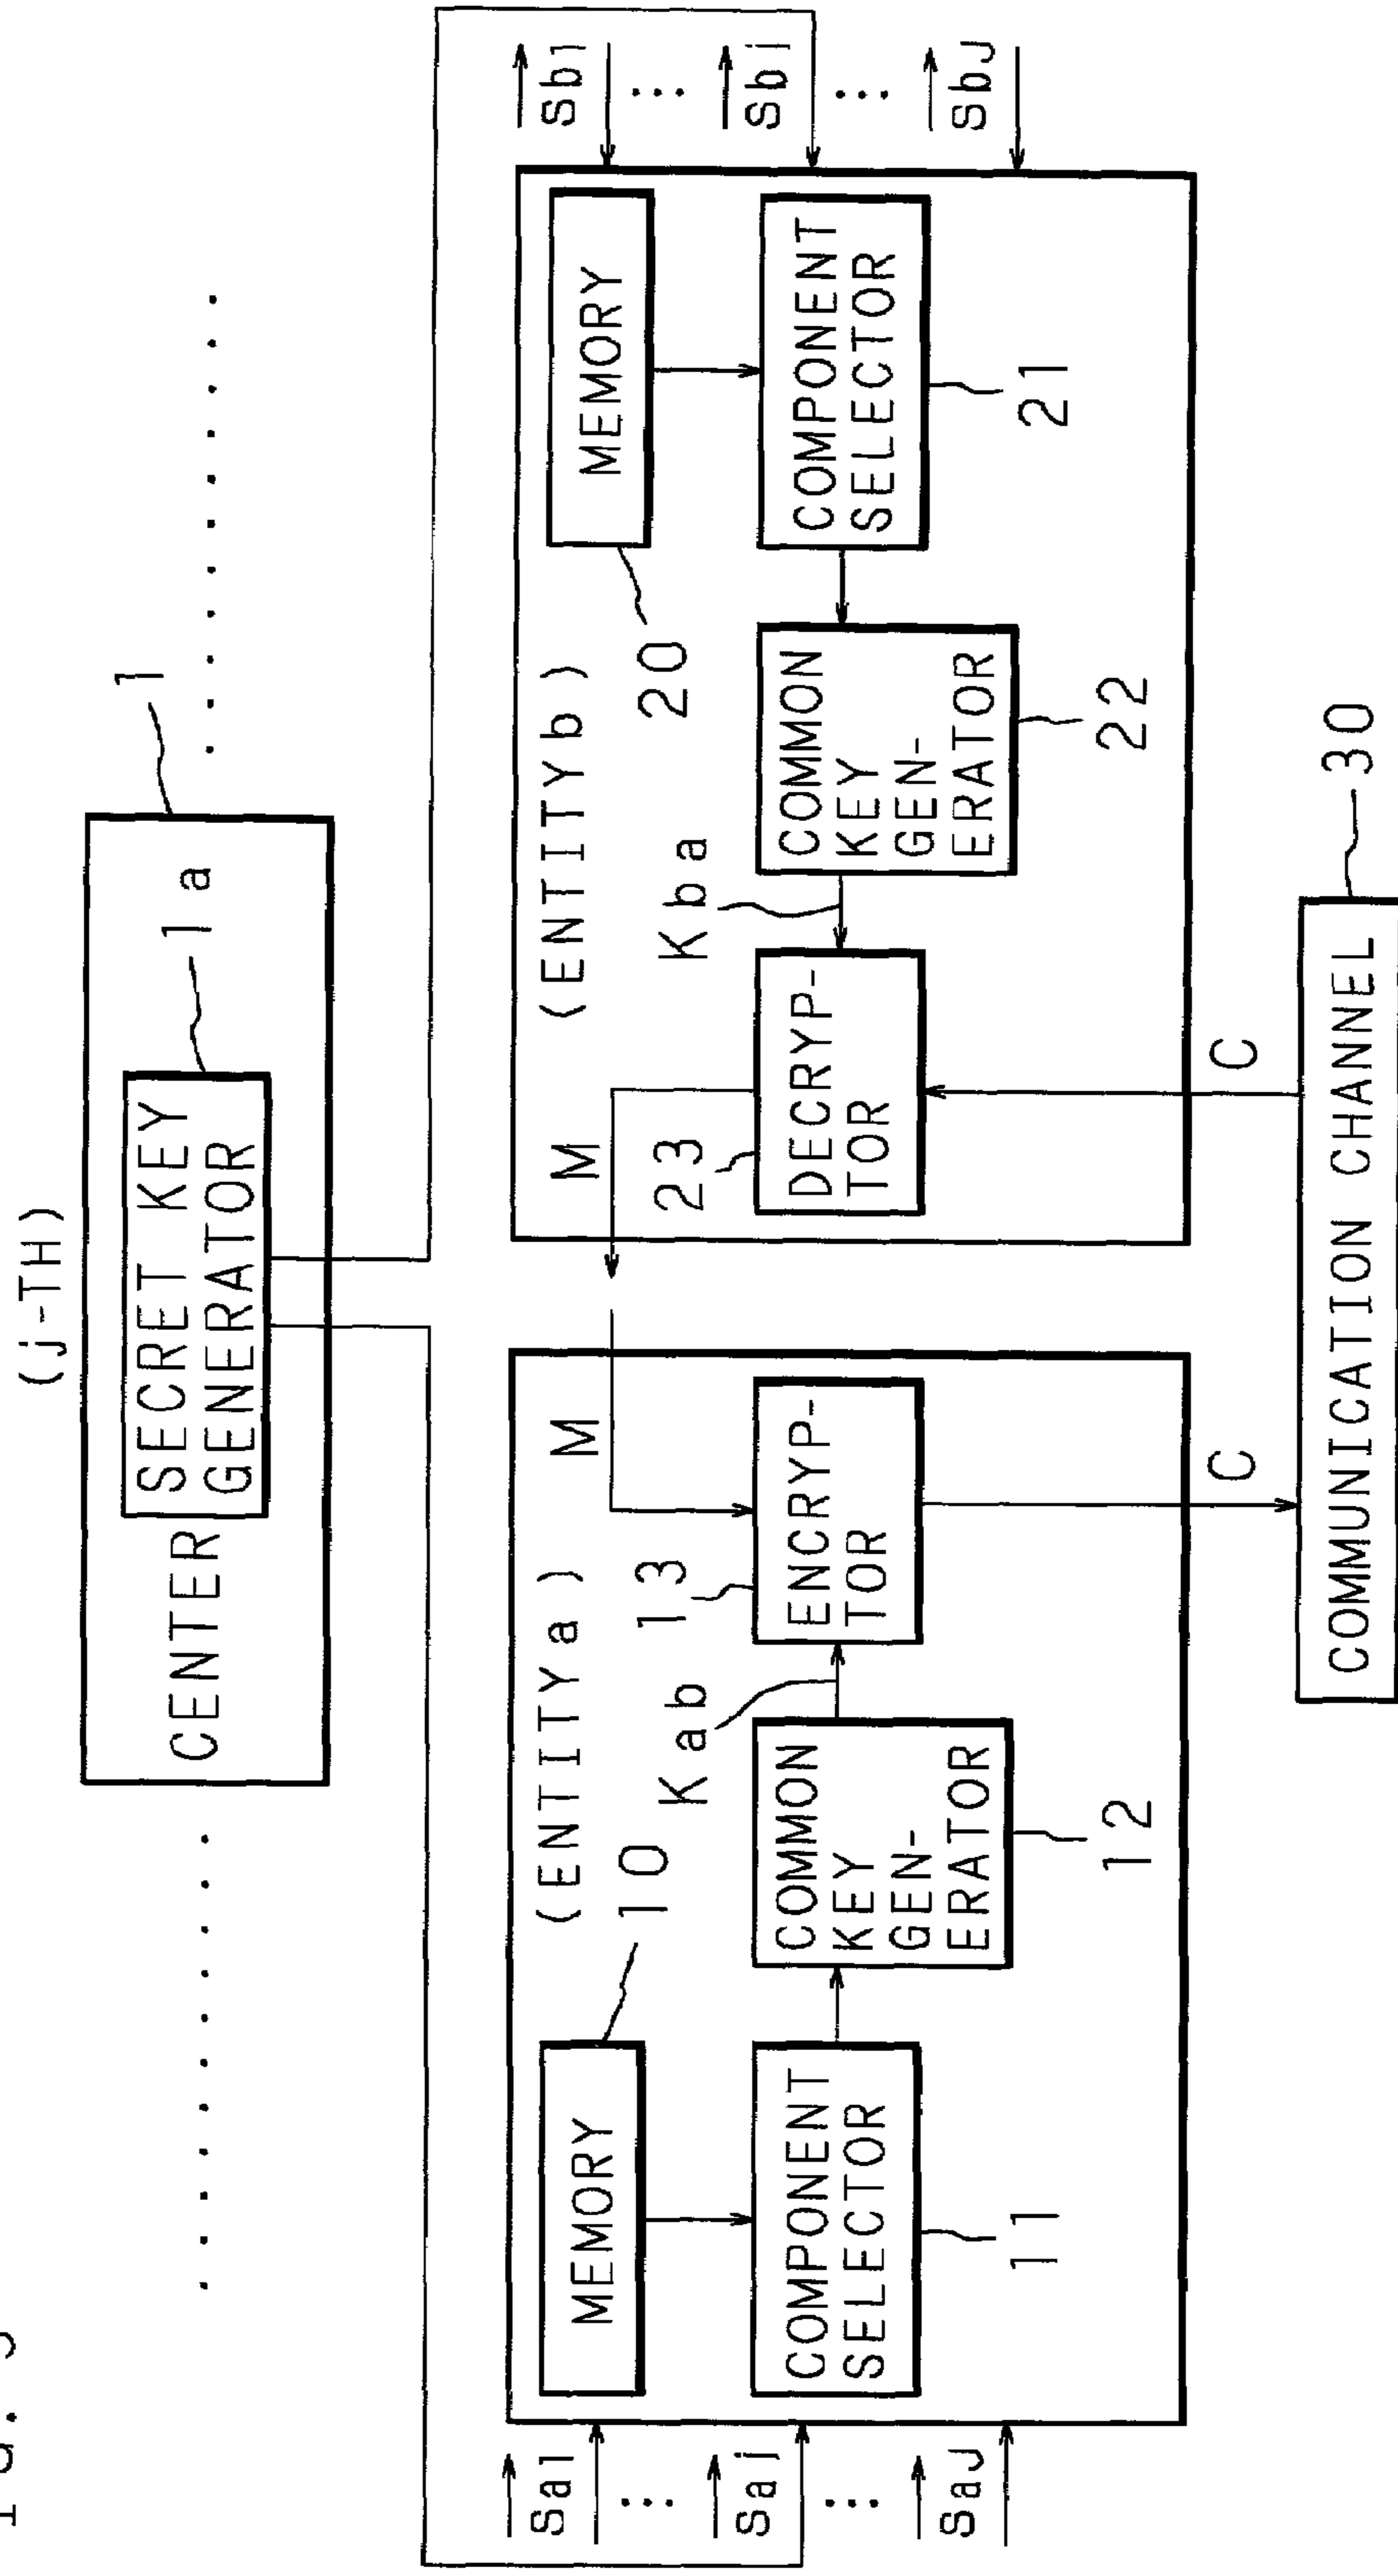 (j-TH)
CENTER
SECRET KEY
GENERATOR
1a
1
(ENTITYa)
MEMORY
10
COMPONENT
SELECTOR
11
COMMON
KEY
GEN-
ERATOR
12
Kab
ENCRYP-
TOR
13
M
C
Sa1
⋮
Saj
⋮
SaJ
(ENTITYb)
M
DECRYP-
TOR
23
Kba
COMMON
KEY
GEN-
ERATOR
22
MEMORY
20
COMPONENT
SELECTOR
21
C
Sb1
⋮
Sbj
⋮
SbJ
COMMUNICATION CHANNEL
30